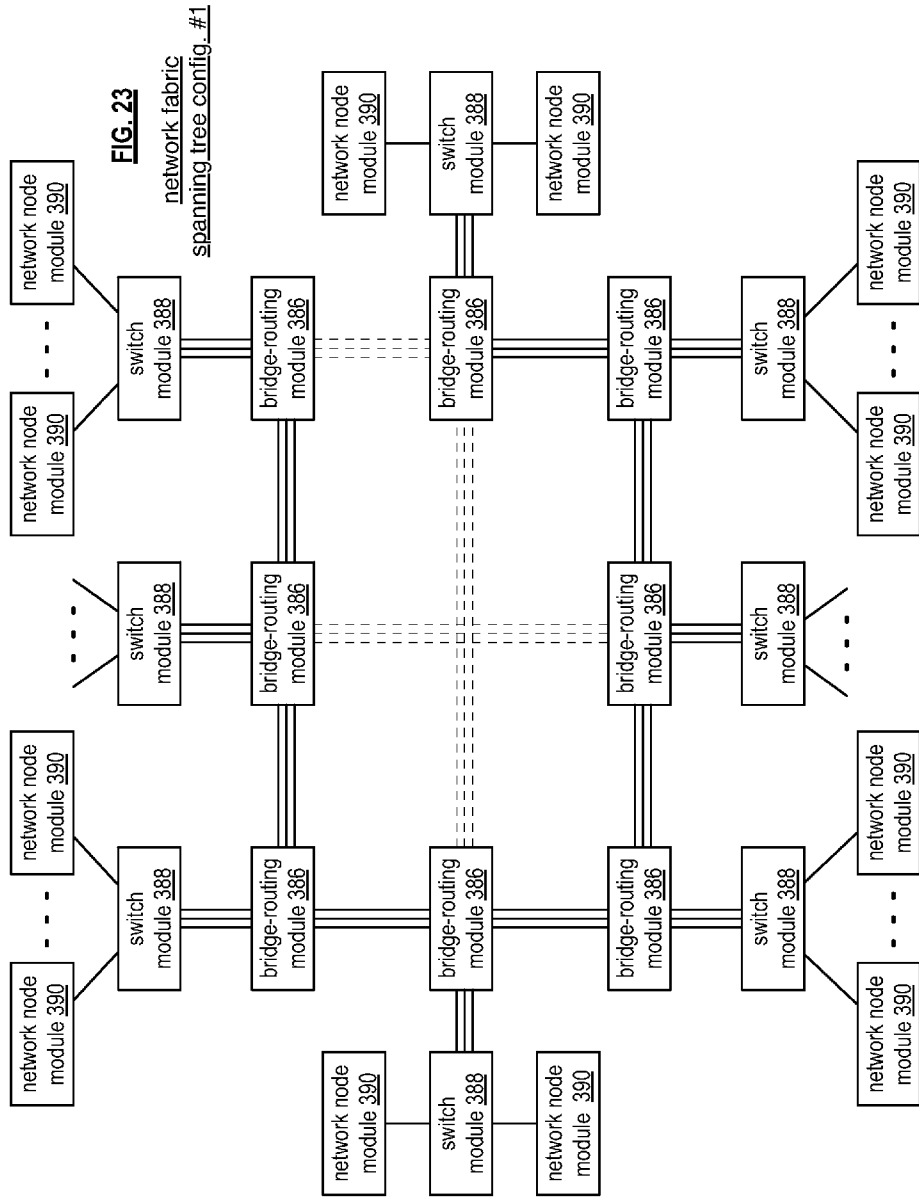 network node
module 390
network node
module 390
network node
module 390
network node
module 390
FIG. 23
network fabric
spanning tree config. #1
switch
module 388
switch
module 388
switch
module 388
bridge-routing
module 386
bridge-routing
module 386
bridge-routing
module 386
network node
module 390
network node
module 390
switch
module 388
bridge-routing
module 386
bridge-routing
module 386
switch
module 388
network node
module 390
network node
module 390
bridge-routing
module 386
bridge-routing
module 386
bridge-routing
module 386
switch
module 388
switch
module 388
switch
module 388
network node
module 390
network node
module 390
network node
module 390
network node
module 390